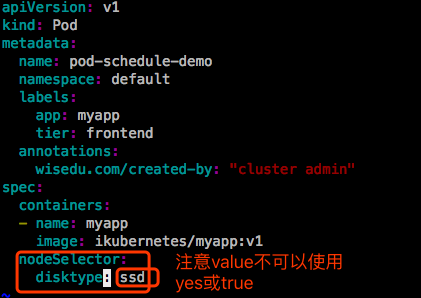 apiVersion: v1
kind: Pod
metadata:
  name: pod-schedule-demo
  namespace: default
  labels:
    app: myapp
    tier: frontend
  annotations:
    wisedu.com/created-by: "cluster admin"
spec:
  containers:
  - name: myapp
    image: ikubernetes/myapp:v1
  nodeSelector:
    disktype: ssd
注意value不可以使用
yes或true
~